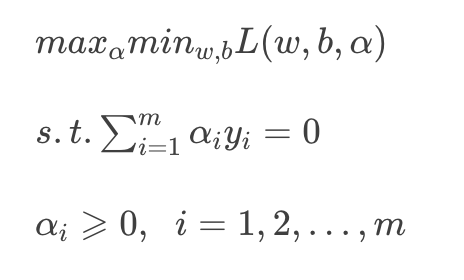 max_α min_{w,b} L(w, b, α)
s.t. ∑_{i=1}^{m} α_i y_i = 0
α_i ⩾ 0, i = 1, 2, . . . , m